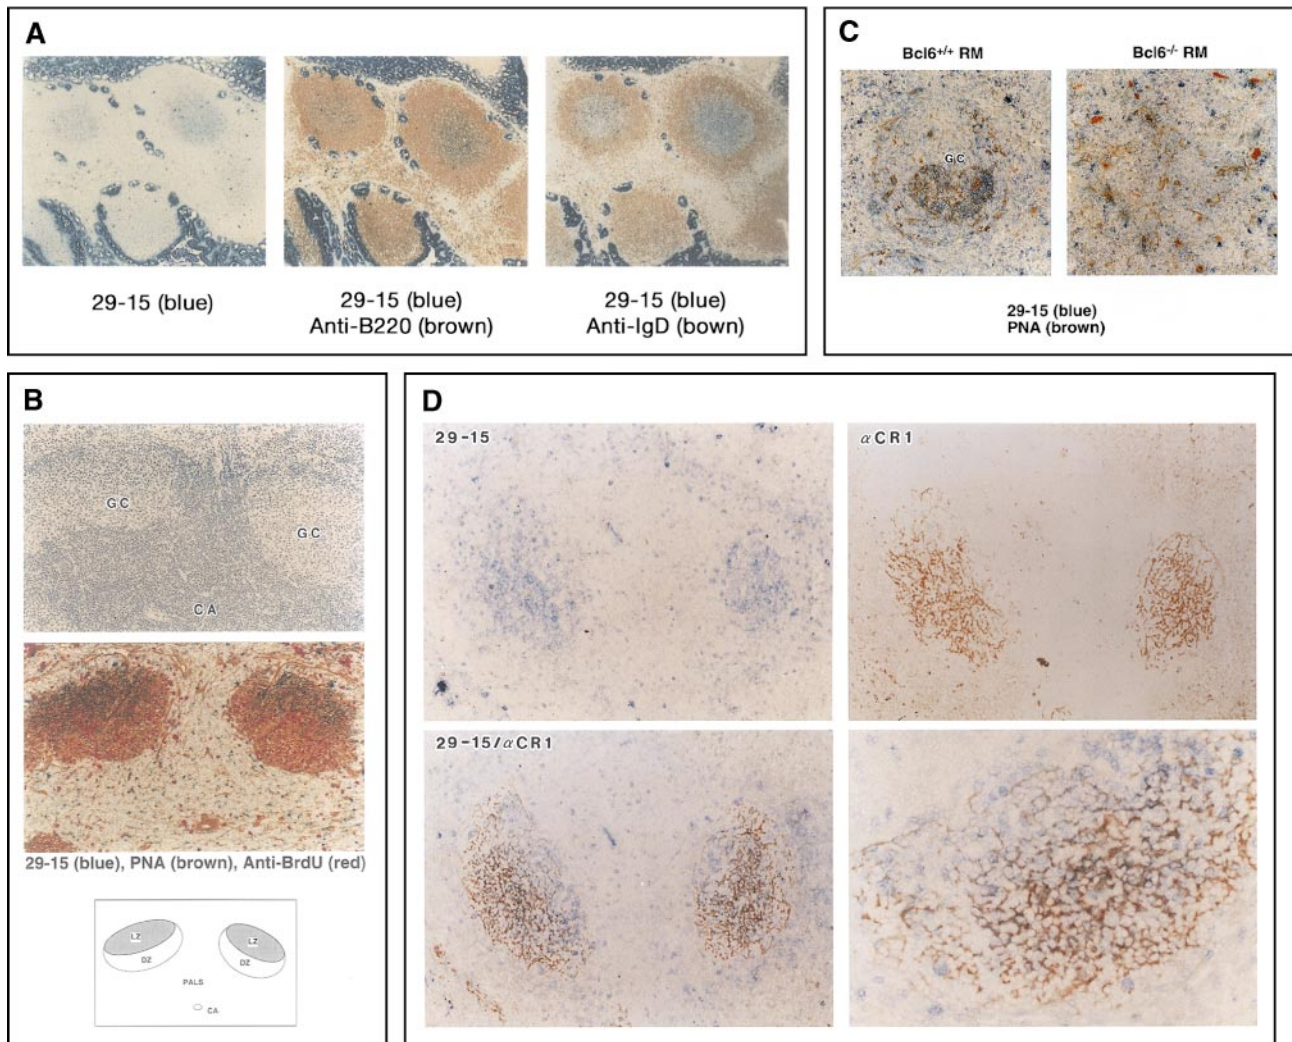 A
29-15 (blue)
29-15 (blue)
Anti-B220 (brown)
29-15 (blue)
Anti-IgD (bown)
C
Bcl6+/+ RM
Bcl6-/- RM
GC
29-15 (blue)
PNA (brown)
B
GC
GC
CA
29-15 (blue), PNA (brown), Anti-BrdU (red)
LZ
LZ
DZ
DZ
PALS
CA
D
29-15
αCR1
29-15/αCR1